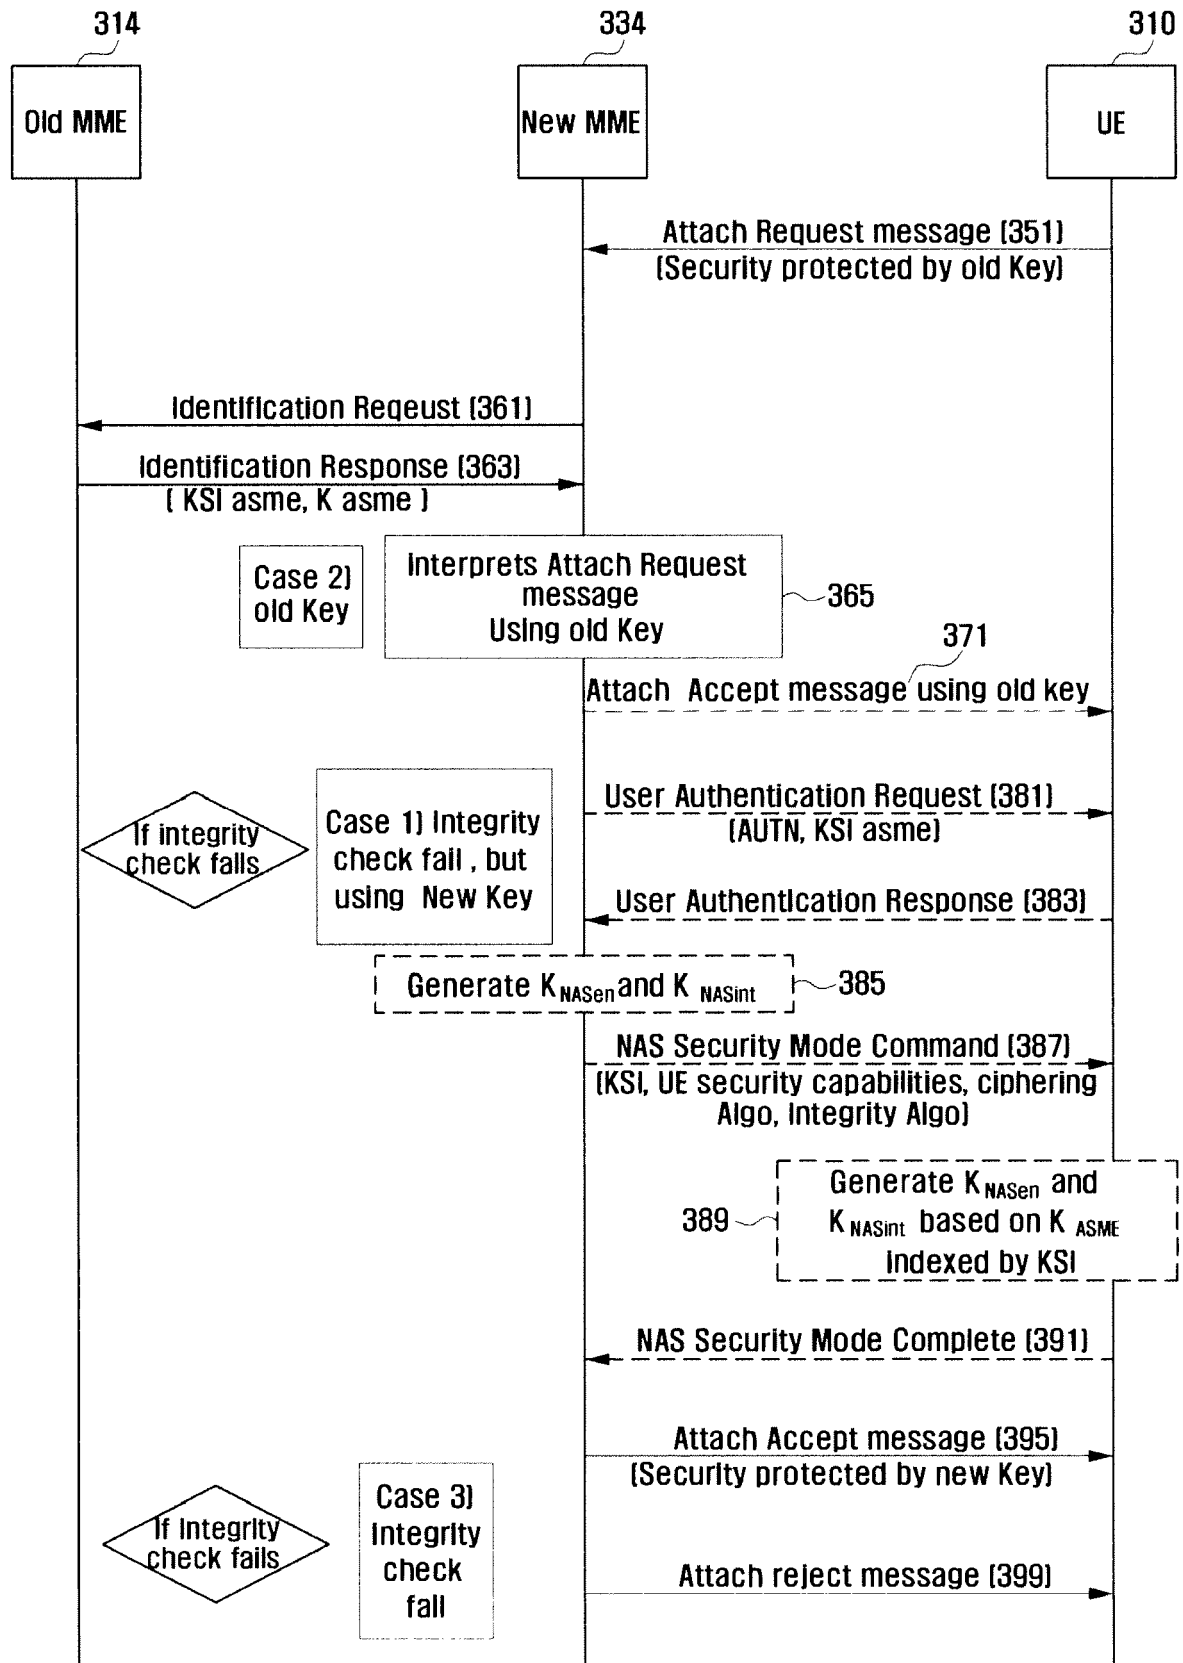 314
334
310
Old MME
New MME
UE
Attach Request message (351)
(Security protected by old Key)
Identification Reqeust (361)
Identification Response (363)
( KSI asme, K asme )
Case 2)
old Key
Interprets Attach Request
message
Using old Key
365
371
Attach Accept message using old key
If integrity
check fails
Case 1) Integrity
check fail , but
using New Key
User Authentication Request (381)
(AUTN, KSI asme)
User Authentication Response (383)
Generate KNASen and K NASint
385
NAS Security Mode Command (387)
(KSI, UE security capabilities, ciphering
Algo, Integrity Algo)
Generate KNASen and
KNASint based on K ASME
Indexed by KSI
389
NAS Security Mode Complete (391)
Attach Accept message (395)
(Security protected by new Key)
If Integrity
check fails
Case 3)
Integrity
check
fail
Attach reject message (399)